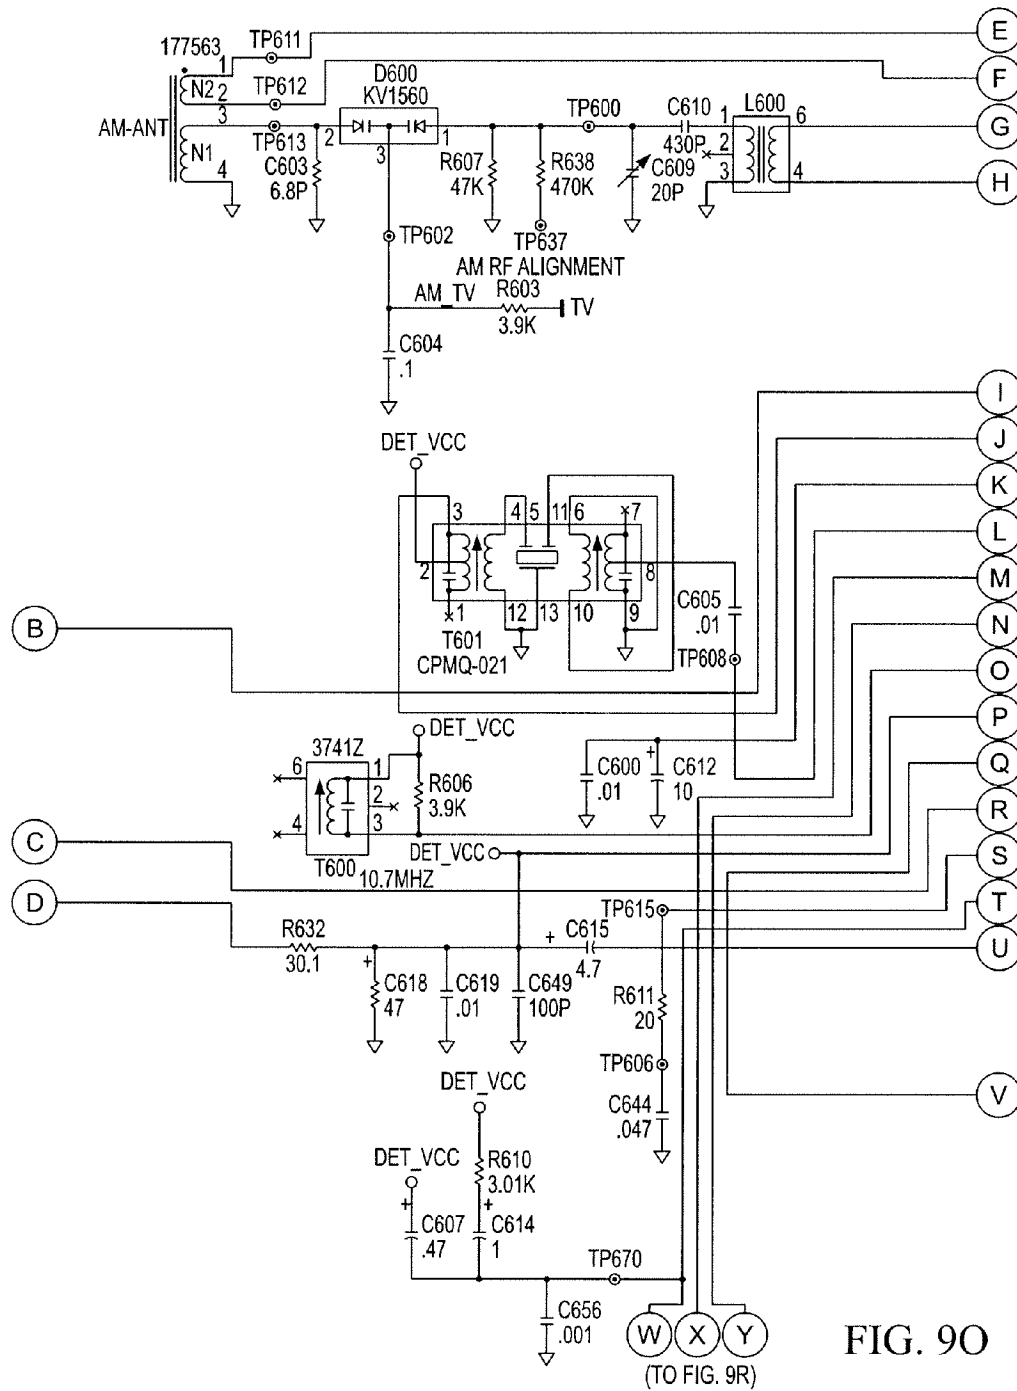 E
177563
TP611
1
N2
2
TP612
D600
KV1560
F
3
AM-ANT
TP613
2
1
TP600
C610
430P
L600
1
6
G
N1
4
C603
6.8P
3
R607
47K
R638
470K
C609
20P
2
3
4
H
TP602
TP637
AM RF ALIGNMENT
AM_TV
R603
3.9K
TV
C604
.1
I
DET_VCC
J
K
3
4
5
11
6
7
L
2
8
M
1
12
13
10
9
C605
.01
N
B
T601
CPMQ-021
TP608
O
P
DET_VCC
3741Z
6
1
2
4
3
R606
3.9K
C600
.01
+
C612
10
Q
R
T600
10.7MHZ
DET_VCC
C
S
D
TP615
T
R632
30.1
+
C615
4.7
U
+
C618
47
C619
.01
C649
100P
R611
20
TP606
DET_VCC
C644
.047
V
DET_VCC
R610
3.01K
+
C607
.47
+
C614
1
TP670
C656
.001
W
X
Y
(TO FIG. 9R)
FIG. 9O